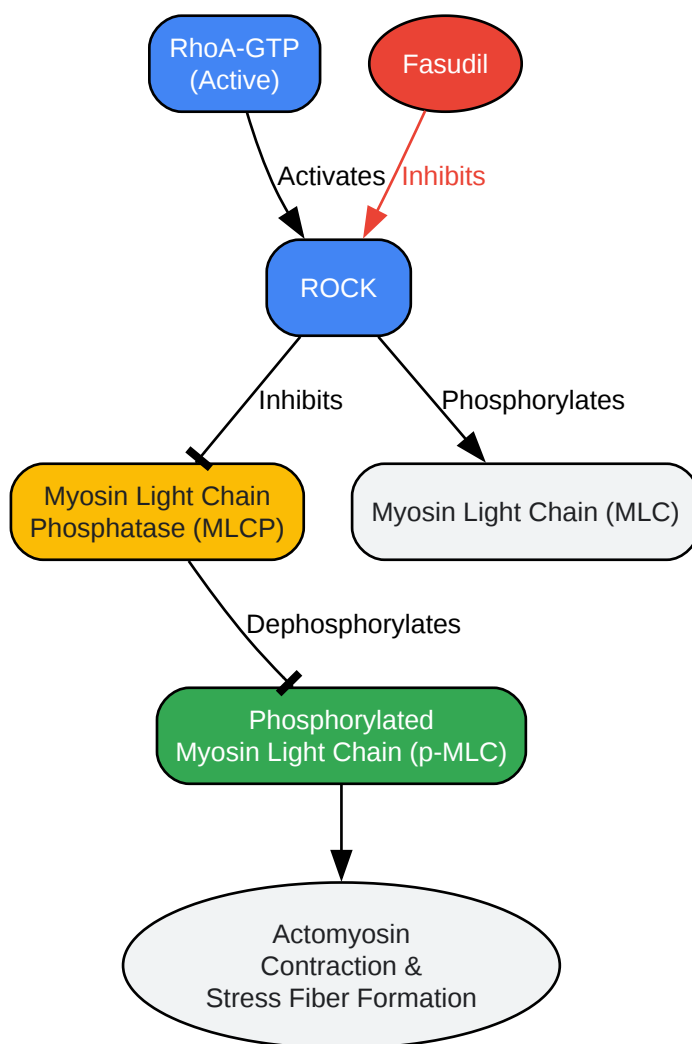 RhoA-GTP
(Active)
Fasudil
Activates
Inhibits
ROCK
Inhibits
Phosphorylates
Myosin Light Chain
Phosphatase (MLCP)
Myosin Light Chain (MLC)
Dephosphorylates
Phosphorylated
Myosin Light Chain (p-MLC)
Actomyosin
Contraction &
Stress Fiber Formation